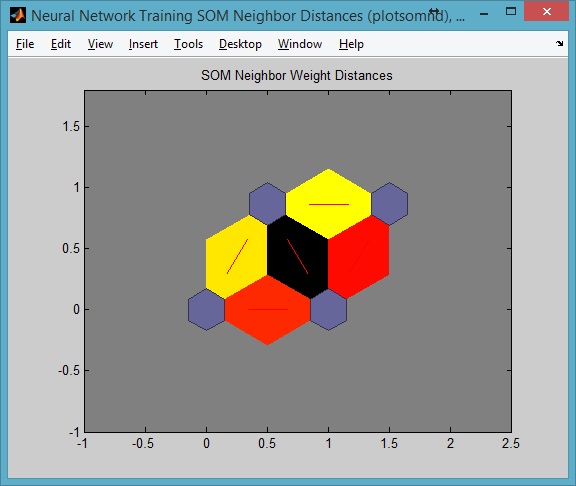 Neural Network Training SOM Neighbor Distances (plotsomnd), ...
File Edit View Insert Tools Desktop Window Help
SOM Neighbor Weight Distances
1.5
1
0.5
0
-0.5
-1
-1 -0.5 0 0.5 1 1.5 2 2.5